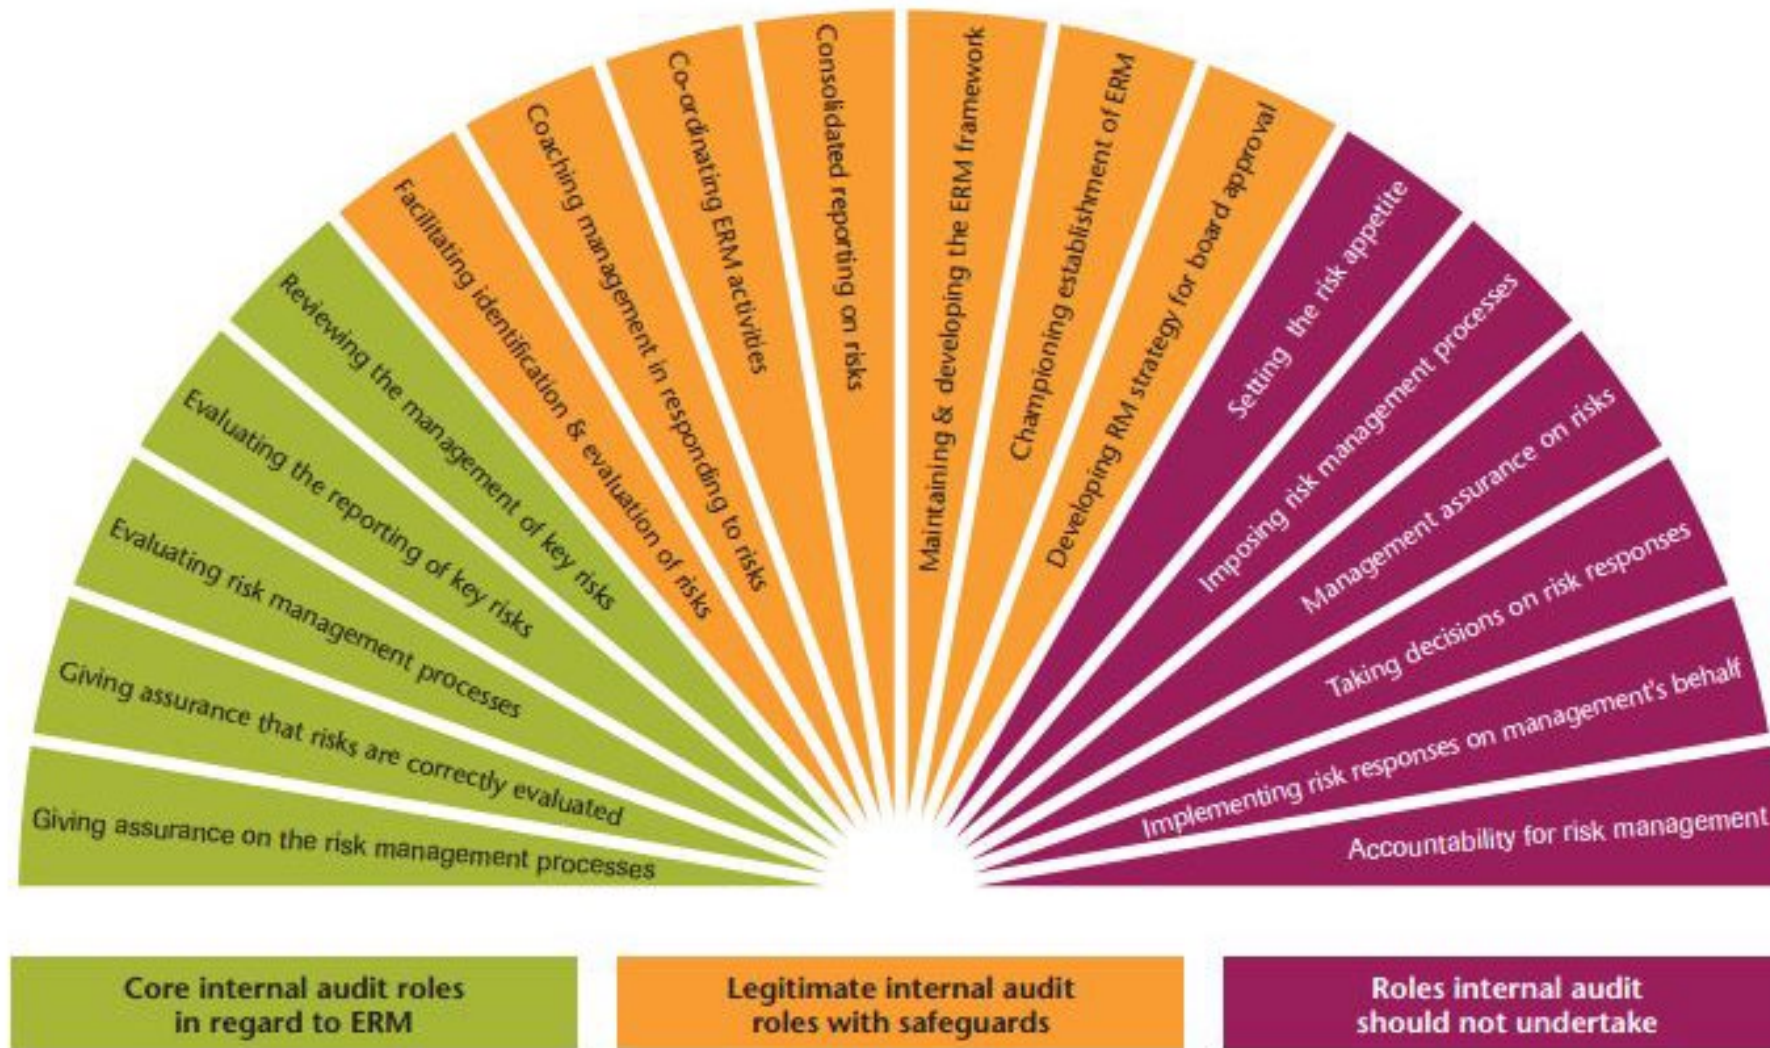 Giving assurance on the risk management processes
Giving assurance that risks are correctly evaluated
Evaluating risk management processes
Evaluating the reporting of key risks
Reviewing the management of key risks
Facilitating identification & evaluation of risks
Coaching management in responding to risks
Co-ordinating ERM activities
Consolidated reporting on risks
Maintaining & developing the ERM framework
Championing establishment of ERM
Developing RM strategy for board approval
Setting the risk appetite
Imposing risk management processes
Management assurance on risks
Taking decisions on risk responses
Implementing risk responses on management's behalf
Accountability for risk management
Core internal audit roles
in regard to ERM
Legitimate internal audit
roles with safeguards
Roles internal audit
should not undertake